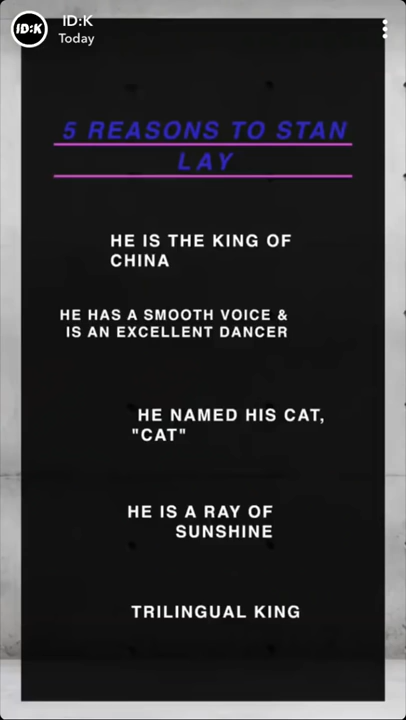 ID:K
ID:K
Today
5 REASONS TO STAN
LAY
HE IS THE KING OF
CHINA
HE HAS A SMOOTH VOICE &
IS AN EXCELLENT DANCER
HE NAMED HIS CAT,
"CAT"
HE IS A RAY OF
SUNSHINE
TRILINGUAL KING